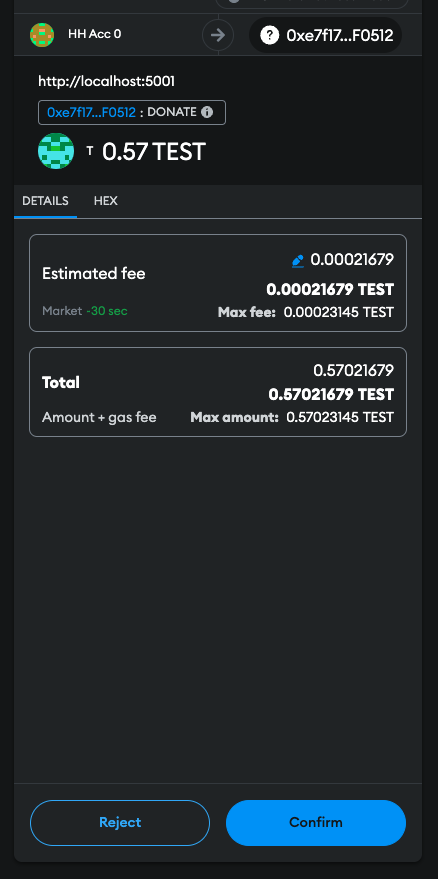 HH Acc 0
? 0xe7f17...F0512
http://localhost:5001
0xe7f17...F0512 : DONATE
T 0.57 TEST
DETAILS HEX
0.00021679
Estimated fee
0.00021679 TEST
Market ~30 sec
Max fee: 0.00023145 TEST
0.57021679
Total
0.57021679 TEST
Amount + gas fee
Max amount: 0.57023145 TEST
Reject
Confirm